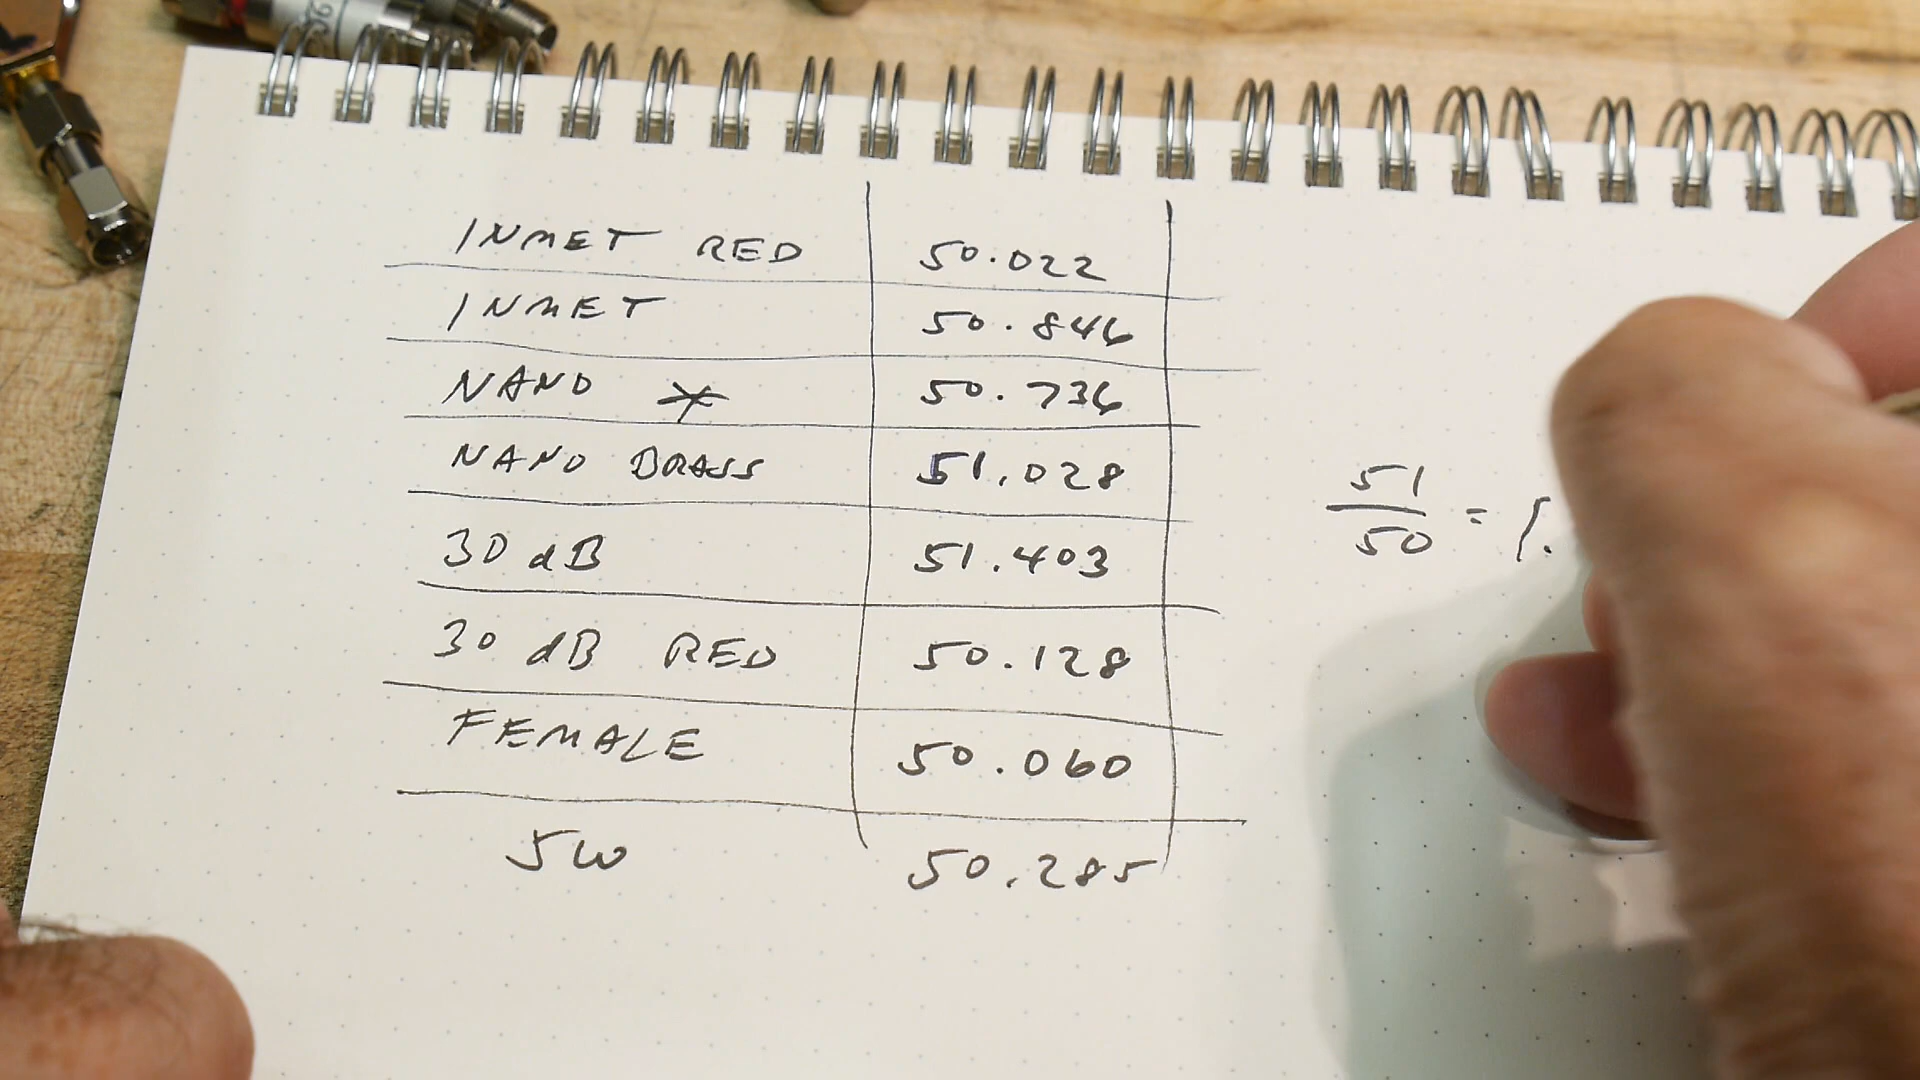 INMET RED 50.022
INMET 50.846
NANO 50.736
NANO BRASS 51.028
30 dB 51.403
30 dB RED 50.128
FEMALE 50.060
5W 50.285
51
50 = 1.